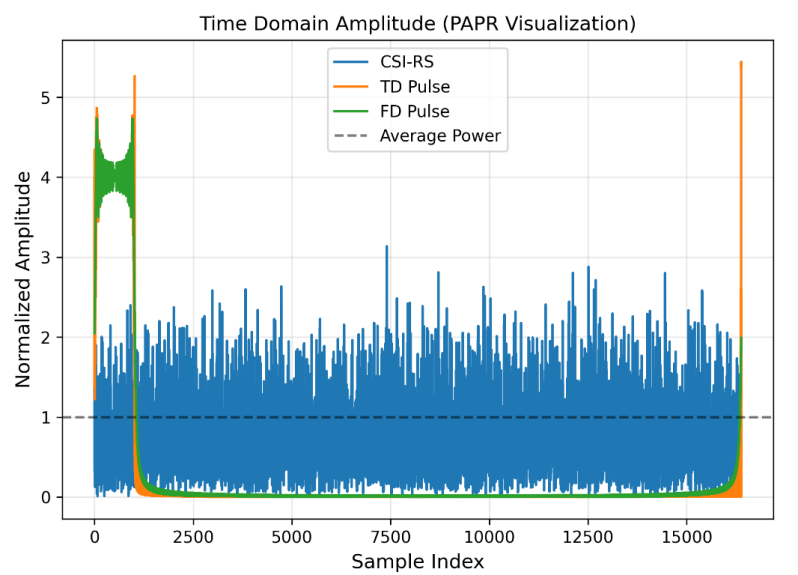 Time Domain Amplitude (PAPR Visualization)
CSI-RS
TD Pulse
FD Pulse
Average Power
Normalized Amplitude
5
4
3
2
1
0
0 2500 5000 7500 10000 12500 15000
Sample Index